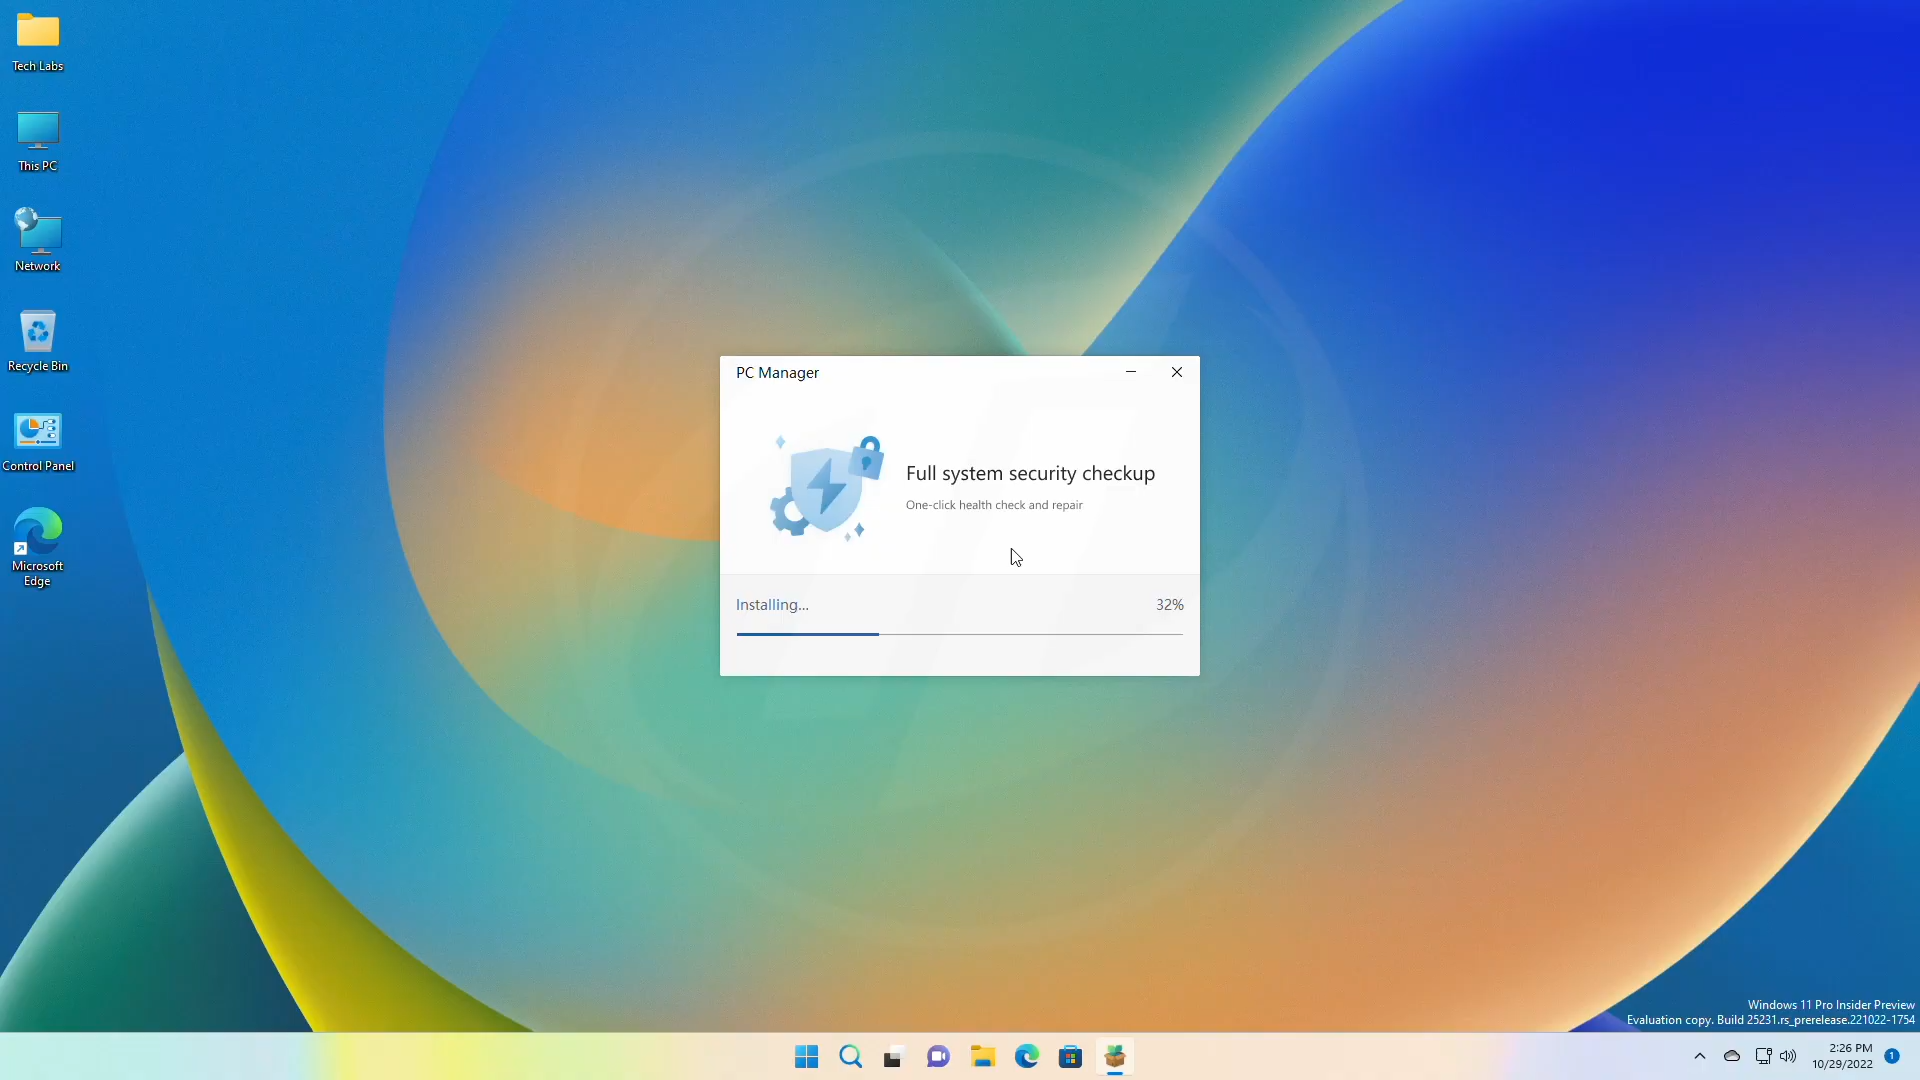 Tech Labs
This PC
Network
Recycle Bin
Control Panel
Microsoft
Edge
PC Manager
Full system security checkup
One-click health check and repair
Installing...
32%
Windows 11 Pro Insider Preview
Evaluation copy. Build 25231.rs_prerelease.221022-1754
2:26 PM
10/29/2022
1